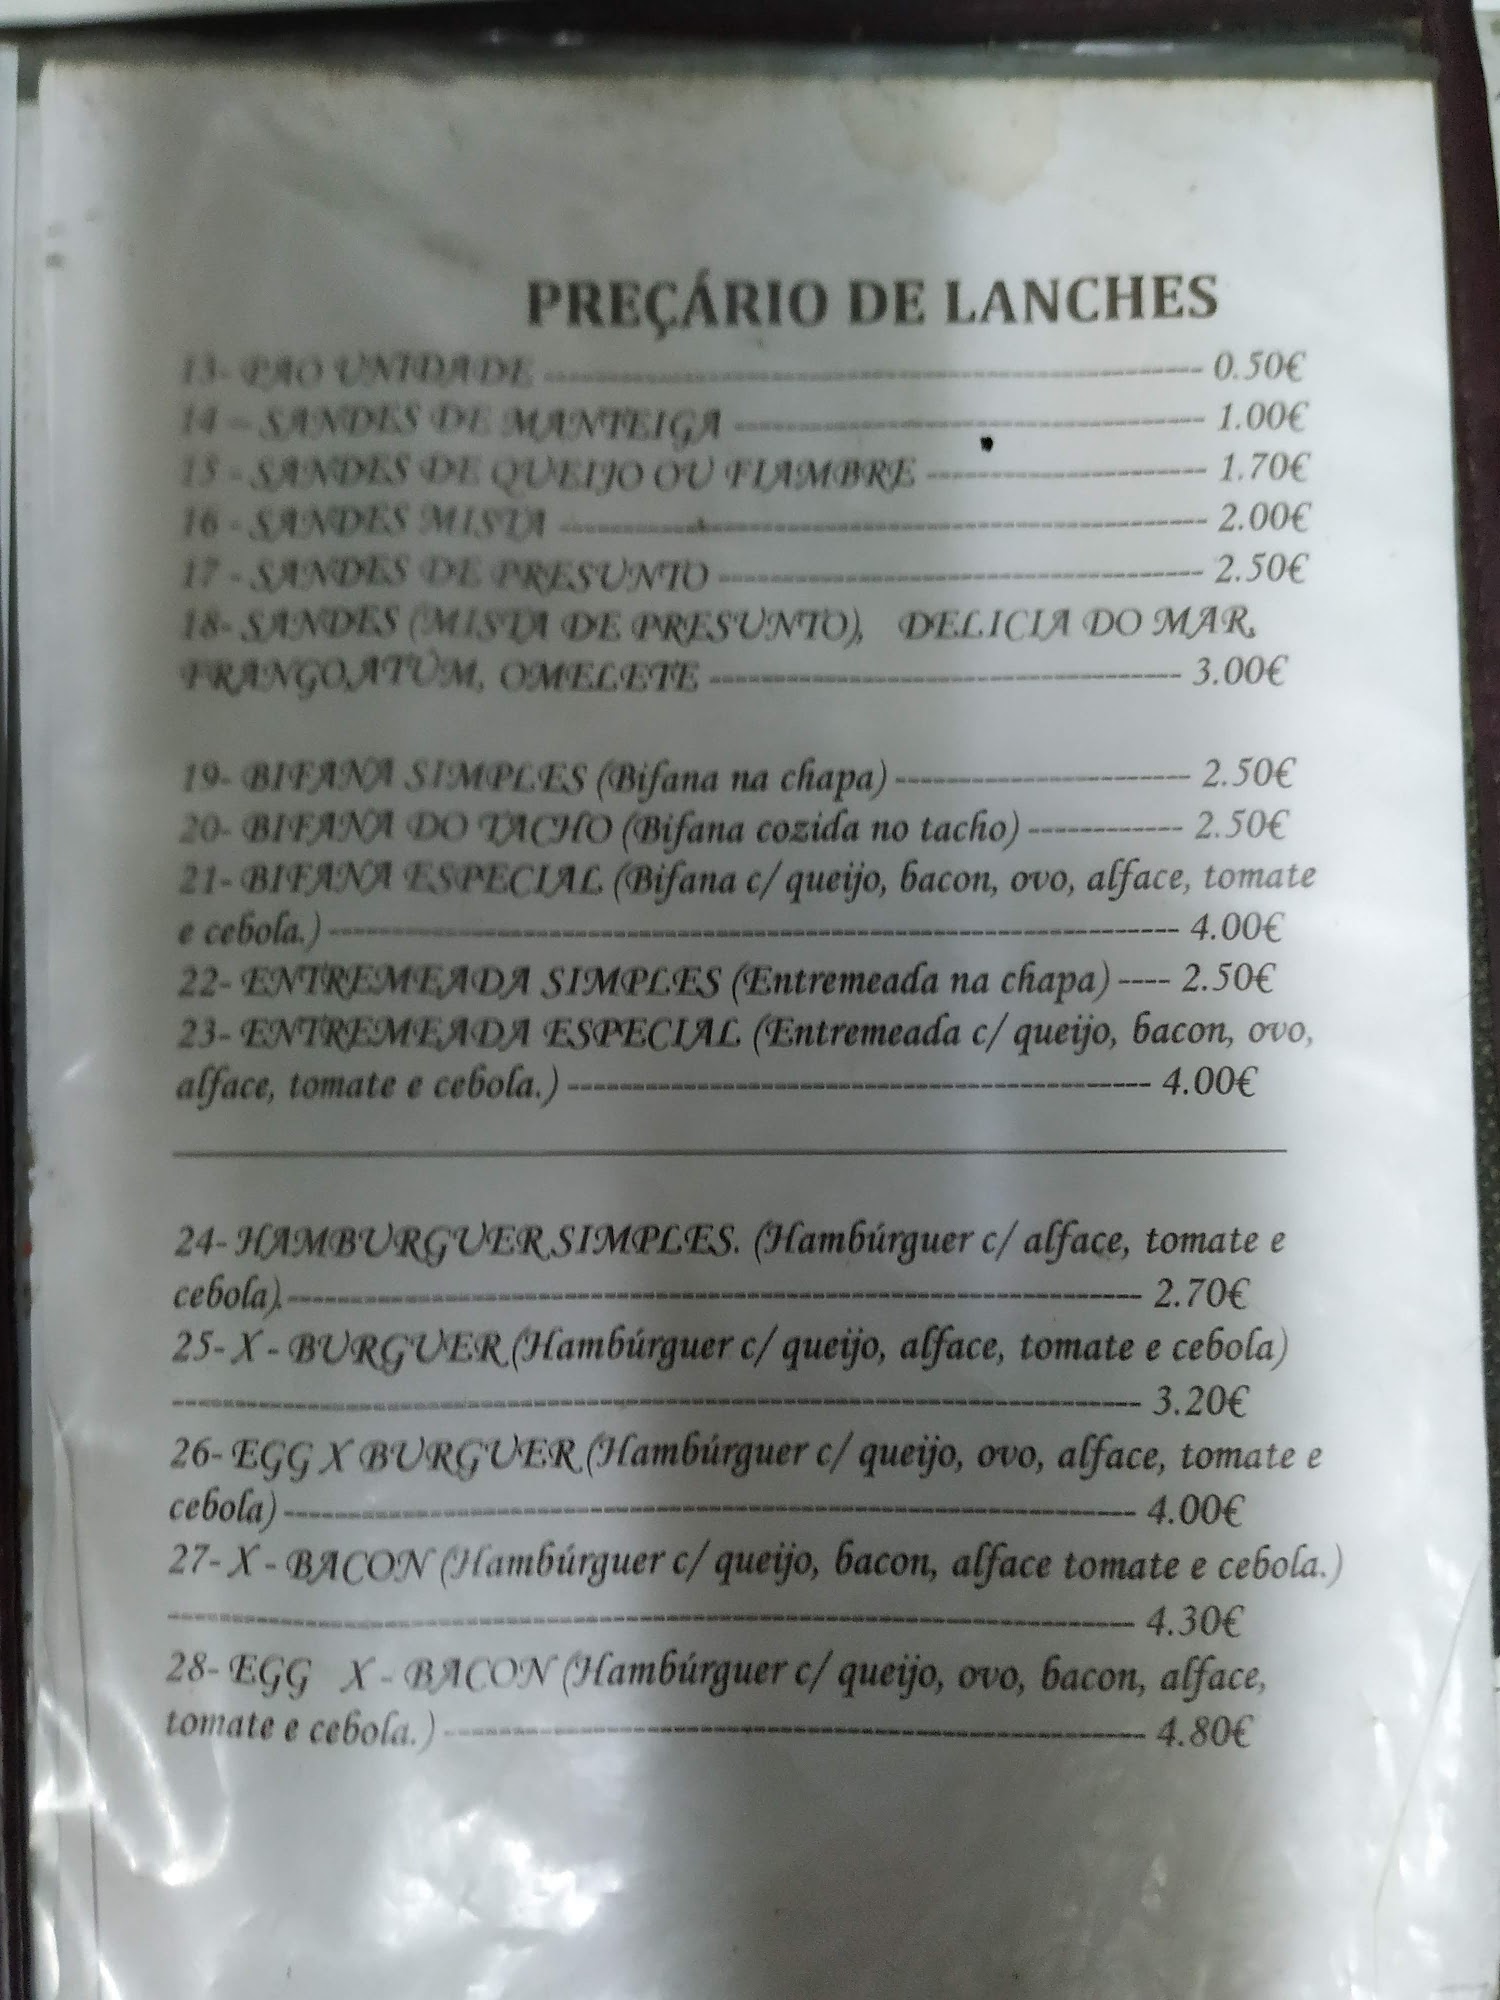 PREÇÁRIO DE LANCHES
13- PAO UNIDADE ---------- 0.50€
14 - SANDES DE MANTEIGA ---------- 1.00€
15 - SANDES DE QUEIJO OU FIAMBRE ---------- 1.70€
16 - SANDES MISTA ---------- 2.00€
17 - SANDES DE PRESUNTO ---------- 2.50€
18- SANDES (MISTA DE PRESUNTO), DELICIA DO MAR,
FRANGO,ATUM, OMELETE ---------- 3.00€
19- BIFANA SIMPLES (Bifana na chapa) ---------- 2.50€
20- BIFANA DO TACHO (Bifana cozida no tacho) ---------- 2.50€
21- BIFANA ESPECIAL (Bifana c/ queijo, bacon, ovo, alface, tomate
e cebola.) ---------- 4.00€
22- ENTREMEADA SIMPLES (Entremeada na chapa) ---- 2.50€
23- ENTREMEADA ESPECIAL (Entremeada c/ queijo, bacon, ovo,
alface, tomate e cebola.) ---------- 4.00€
24- HAMBURGUER SIMPLES. (Hambúrguer c/ alface, tomate e
cebola). ---------- 2.70€
25- X - BURGUER (Hambúrguer c/ queijo, alface, tomate e cebola)
---------- 3.20€
26- EGG X BURGUER (Hambúrguer c/ queijo, ovo, alface, tomate e
cebola) ---------- 4.00€
27- X - BACON (Hambúrguer c/ queijo, bacon, alface tomate e cebola.)
---------- 4.30€
28- EGG X - BACON (Hambúrguer c/ queijo, ovo, bacon, alface,
tomate e cebola.) ---------- 4.80€